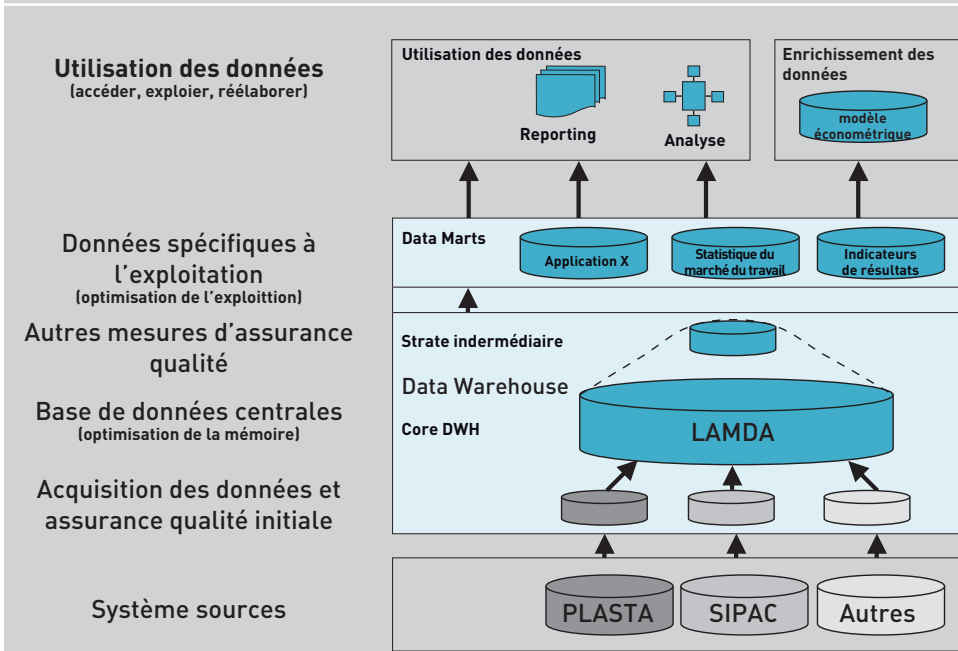 Utilisation des données
(accéder, exploier, réélaborer)
Utilisation des données
Reporting
Analyse
Enrichissement des
données
modèle
économétrique
Données spécifiques à
l’exploitation
(optimisation de l’exploittion)
Data Marts
Application X
Statistique du
marché du travail
Indicateurs
de résultats
Autres mesures d’assurance
qualité
Strate indermédiaire
Data Warehouse
Base de données centrales
(optimisation de la mémoire)
Core DWH
LAMDA
Acquisition des données et
assurance qualité initiale
Système sources
PLASTA
SIPAC
Autres